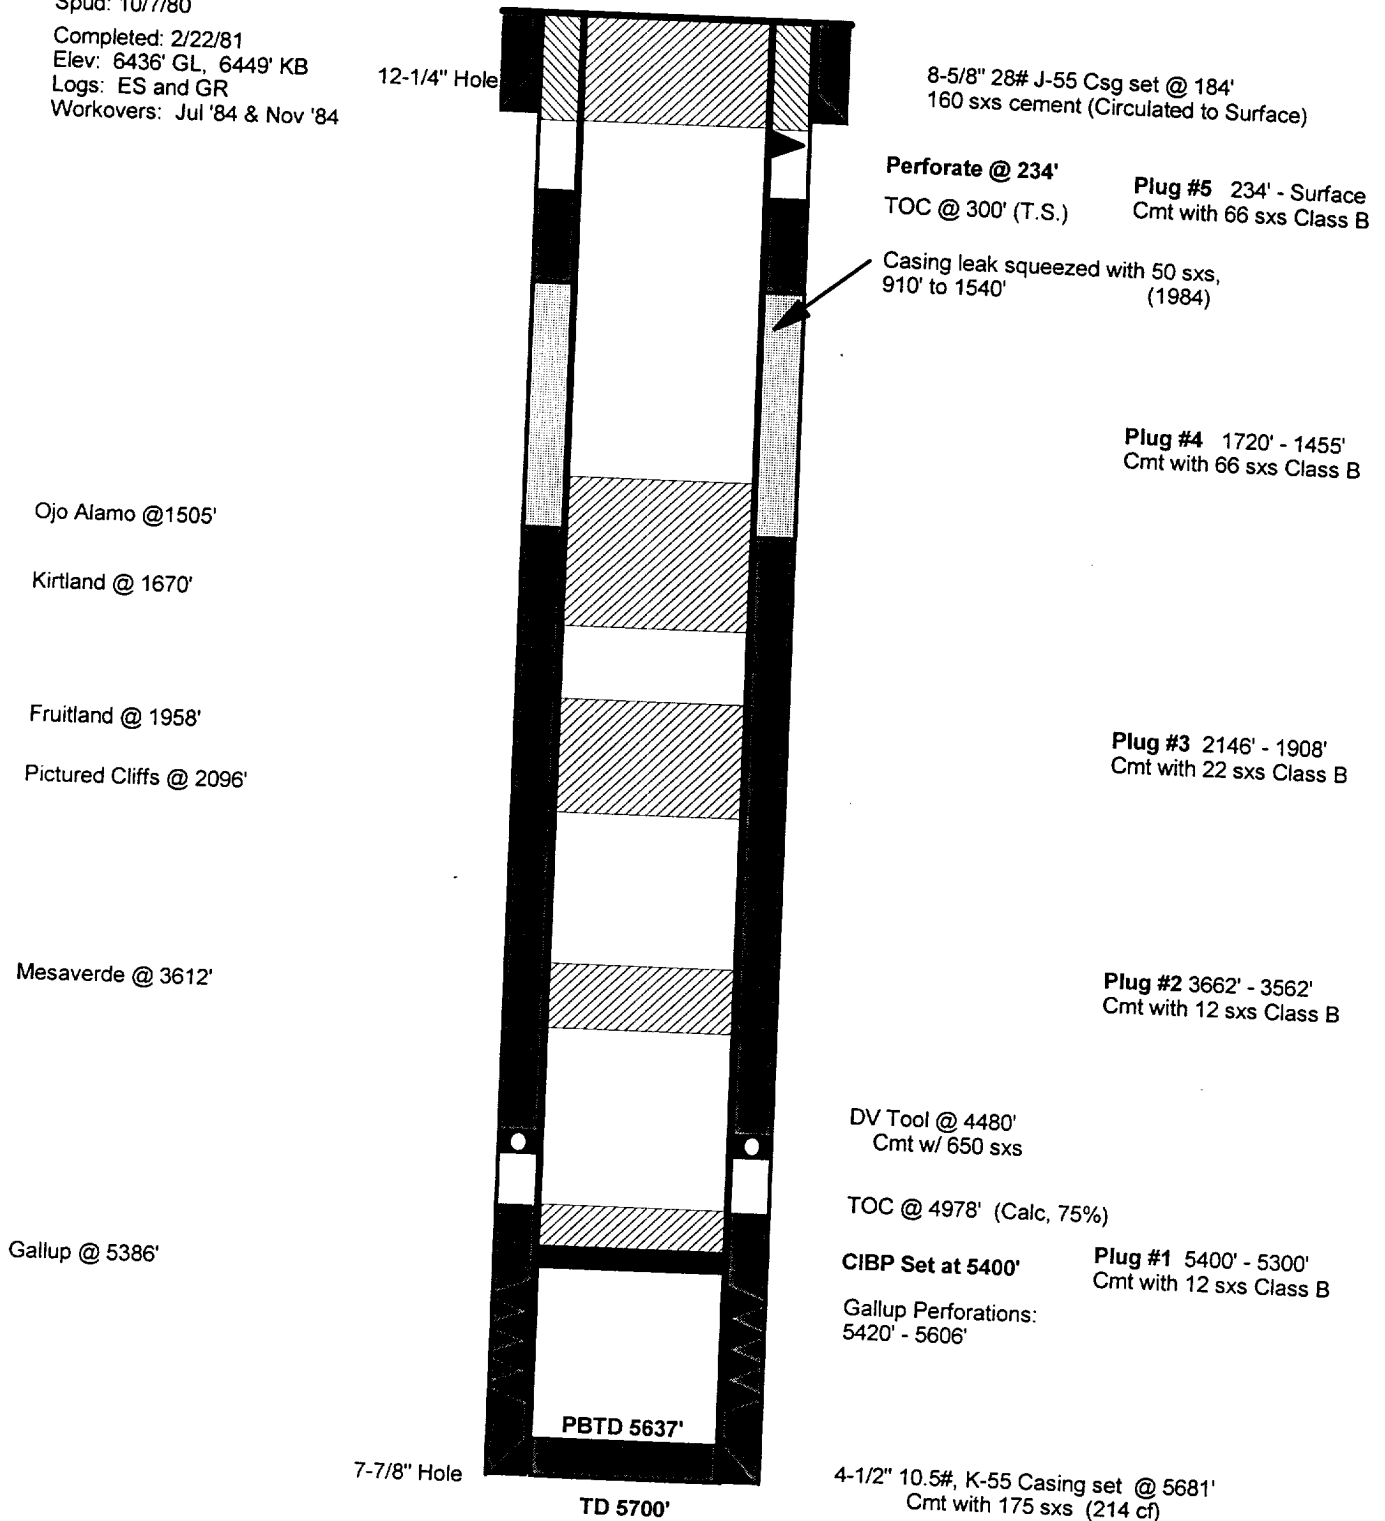 Spud: 10/7/80
Completed: 2/22/81
Elev: 6436' GL, 6449' KB
Logs: ES and GR
Workovers: Jul '84 & Nov '84
12-1/4" Hole
8-5/8" 28# J-55 Csg set @ 184'
160 sxs cement (Circulated to Surface)
Perforate @ 234'
TOC @ 300' (T.S.)
Plug #5 234' - Surface
Cmt with 66 sxs Class B
Casing leak squeezed with 50 sxs,
910' to 1540' (1984)
Plug #4 1720' - 1455'
Cmt with 66 sxs Class B
Ojo Alamo @1505'
Kirtland @ 1670'
Fruitland @ 1958'
Pictured Cliffs @ 2096'
Plug #3 2146' - 1908'
Cmt with 22 sxs Class B
Mesaverde @ 3612'
Plug #2 3662' - 3562'
Cmt with 12 sxs Class B
DV Tool @ 4480'
Cmt w/ 650 sxs
TOC @ 4978' (Calc, 75%)
Gallup @ 5386'
CIBP Set at 5400'
Plug #1 5400' - 5300'
Cmt with 12 sxs Class B
Gallup Perforations:
5420' - 5606'
PBTD 5637'
7-7/8" Hole
TD 5700'
4-1/2" 10.5#, K-55 Casing set @ 5681'
Cmt with 175 sxs (214 cf)